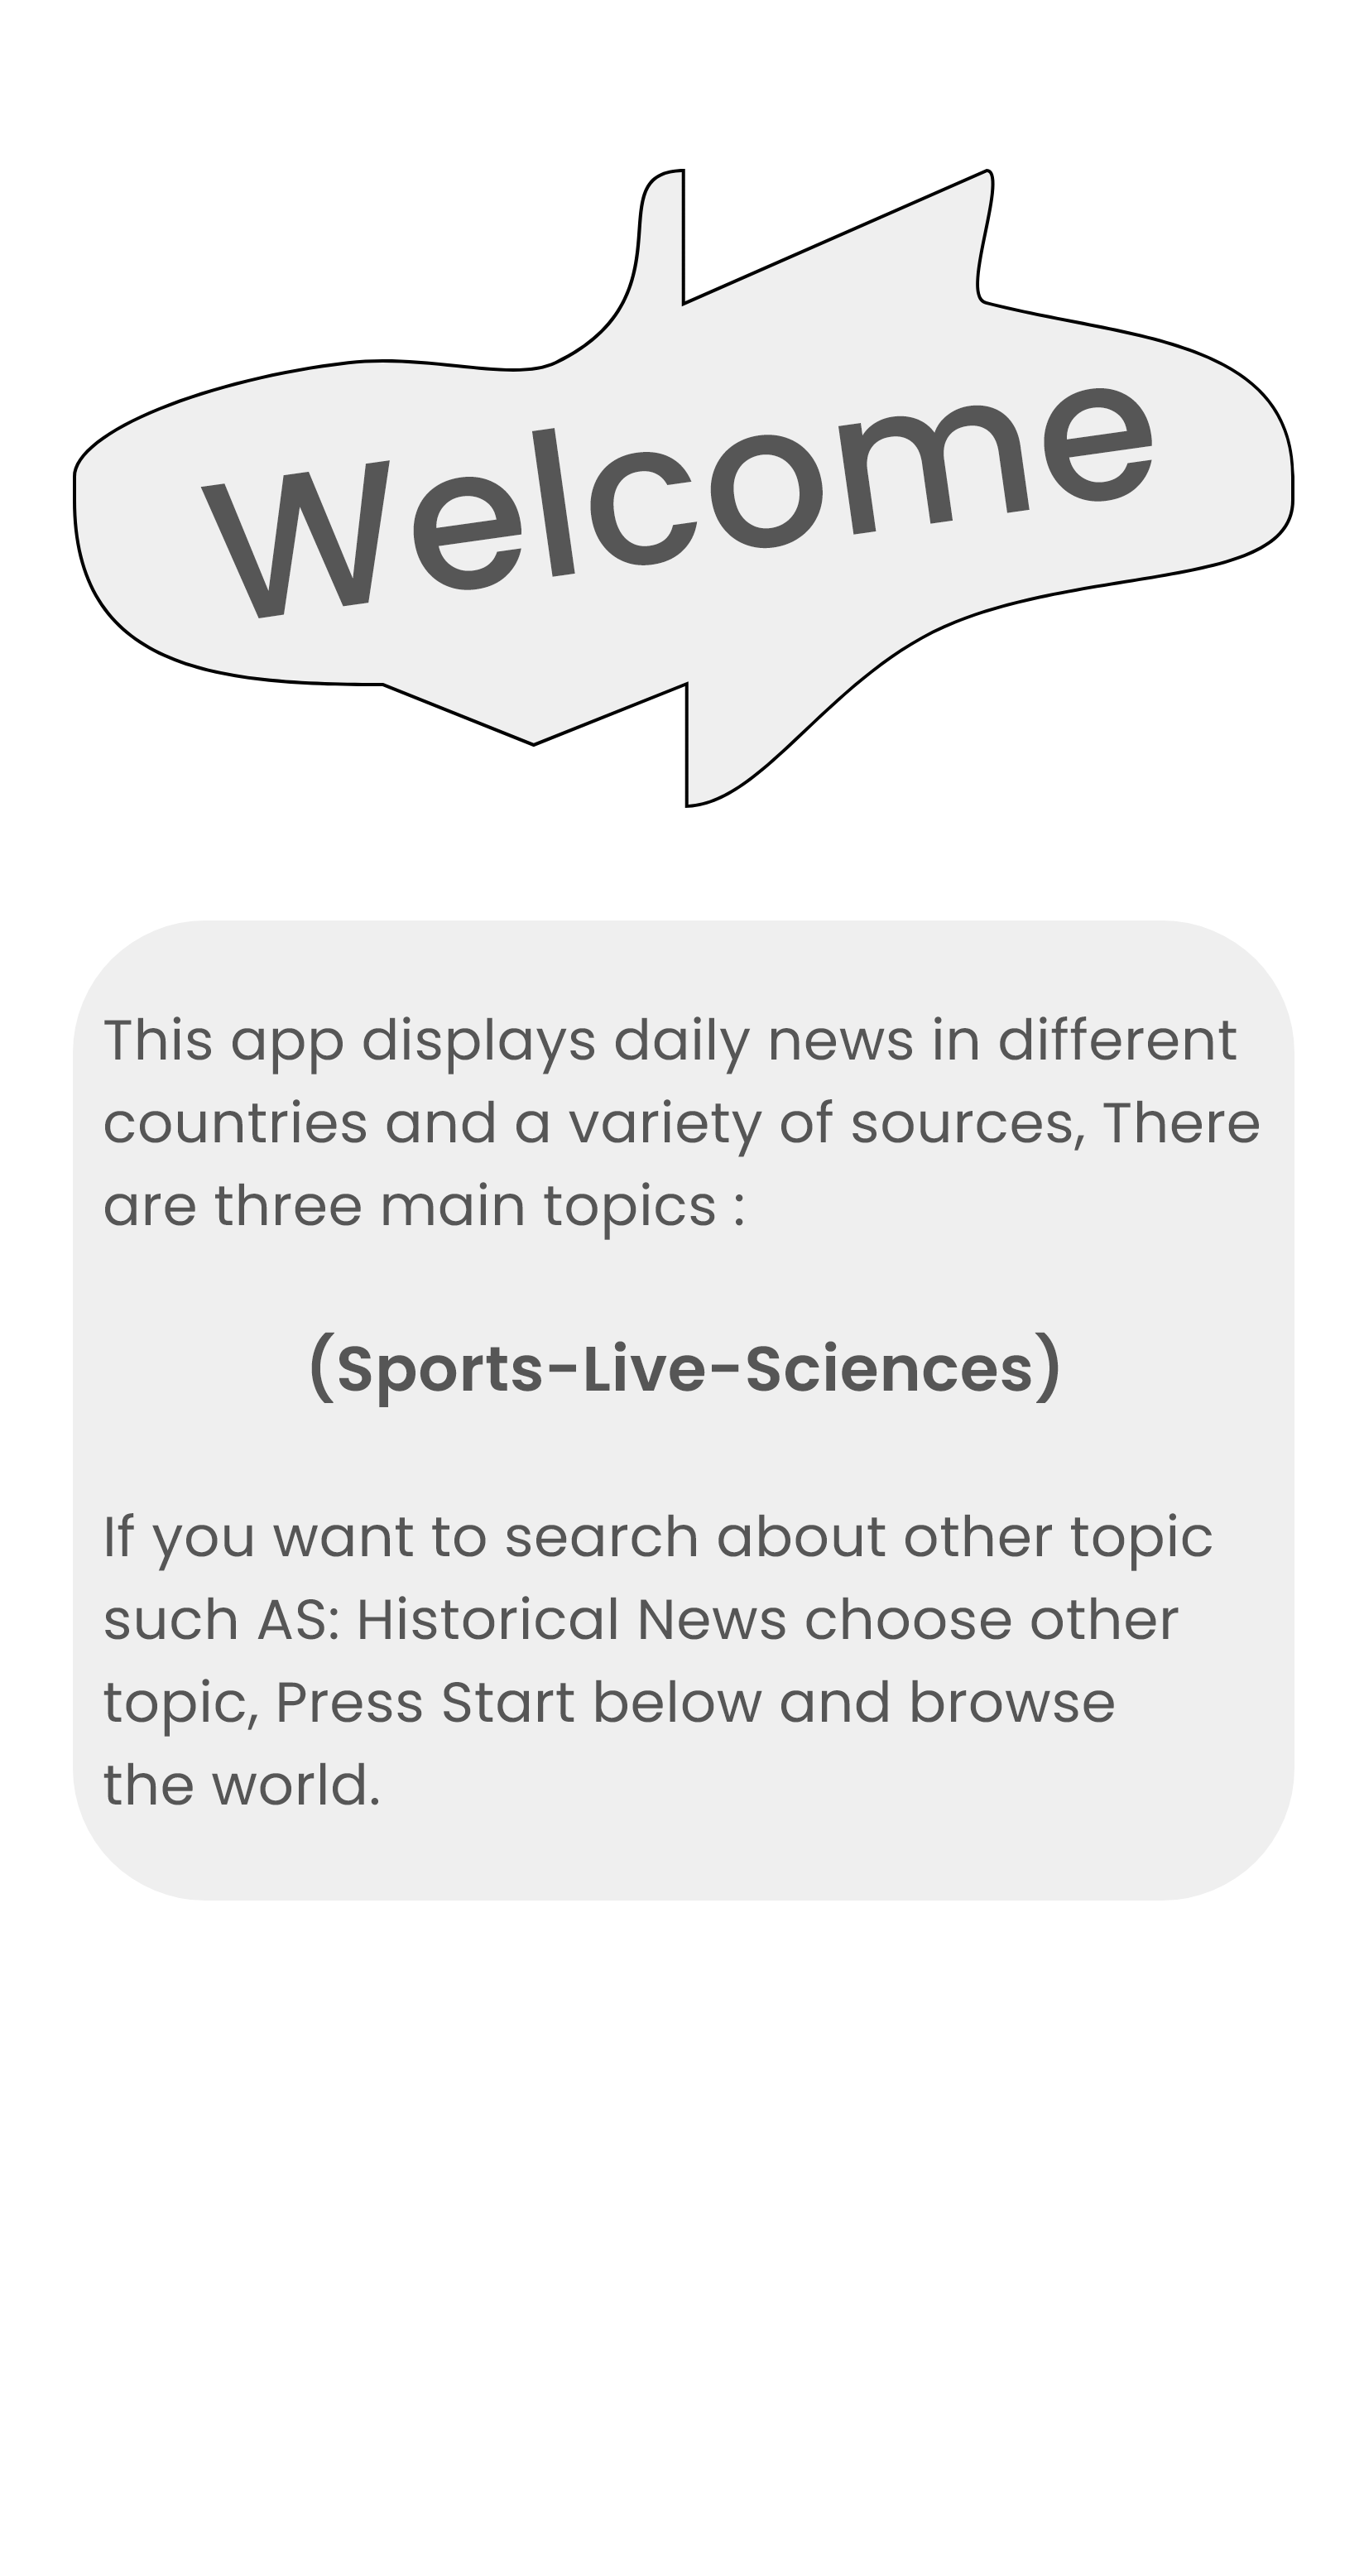 Welcome
This app displays daily news in different
countries and a variety of sources, There
are three main topics :
(Sports-Live-Sciences)
If you want to search about other topic
such AS: Historical News choose other
topic, Press Start below and browse
the world.